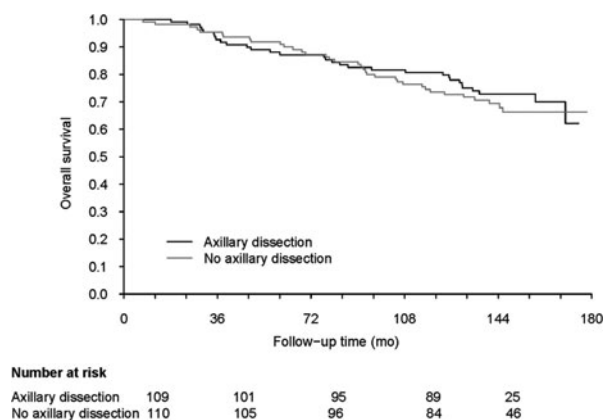 1.0
0.9
0.8
0.7
0.6
0.5
0.4
0.3
0.2
0.1
0.0
Overall survival
Axillary dissection
No axillary dissection
0 36 72 108 144 180
Follow-up time (mo)
Number at risk
Axillary dissection 109 101 95 89 25
No axillary dissection 110 105 96 84 46